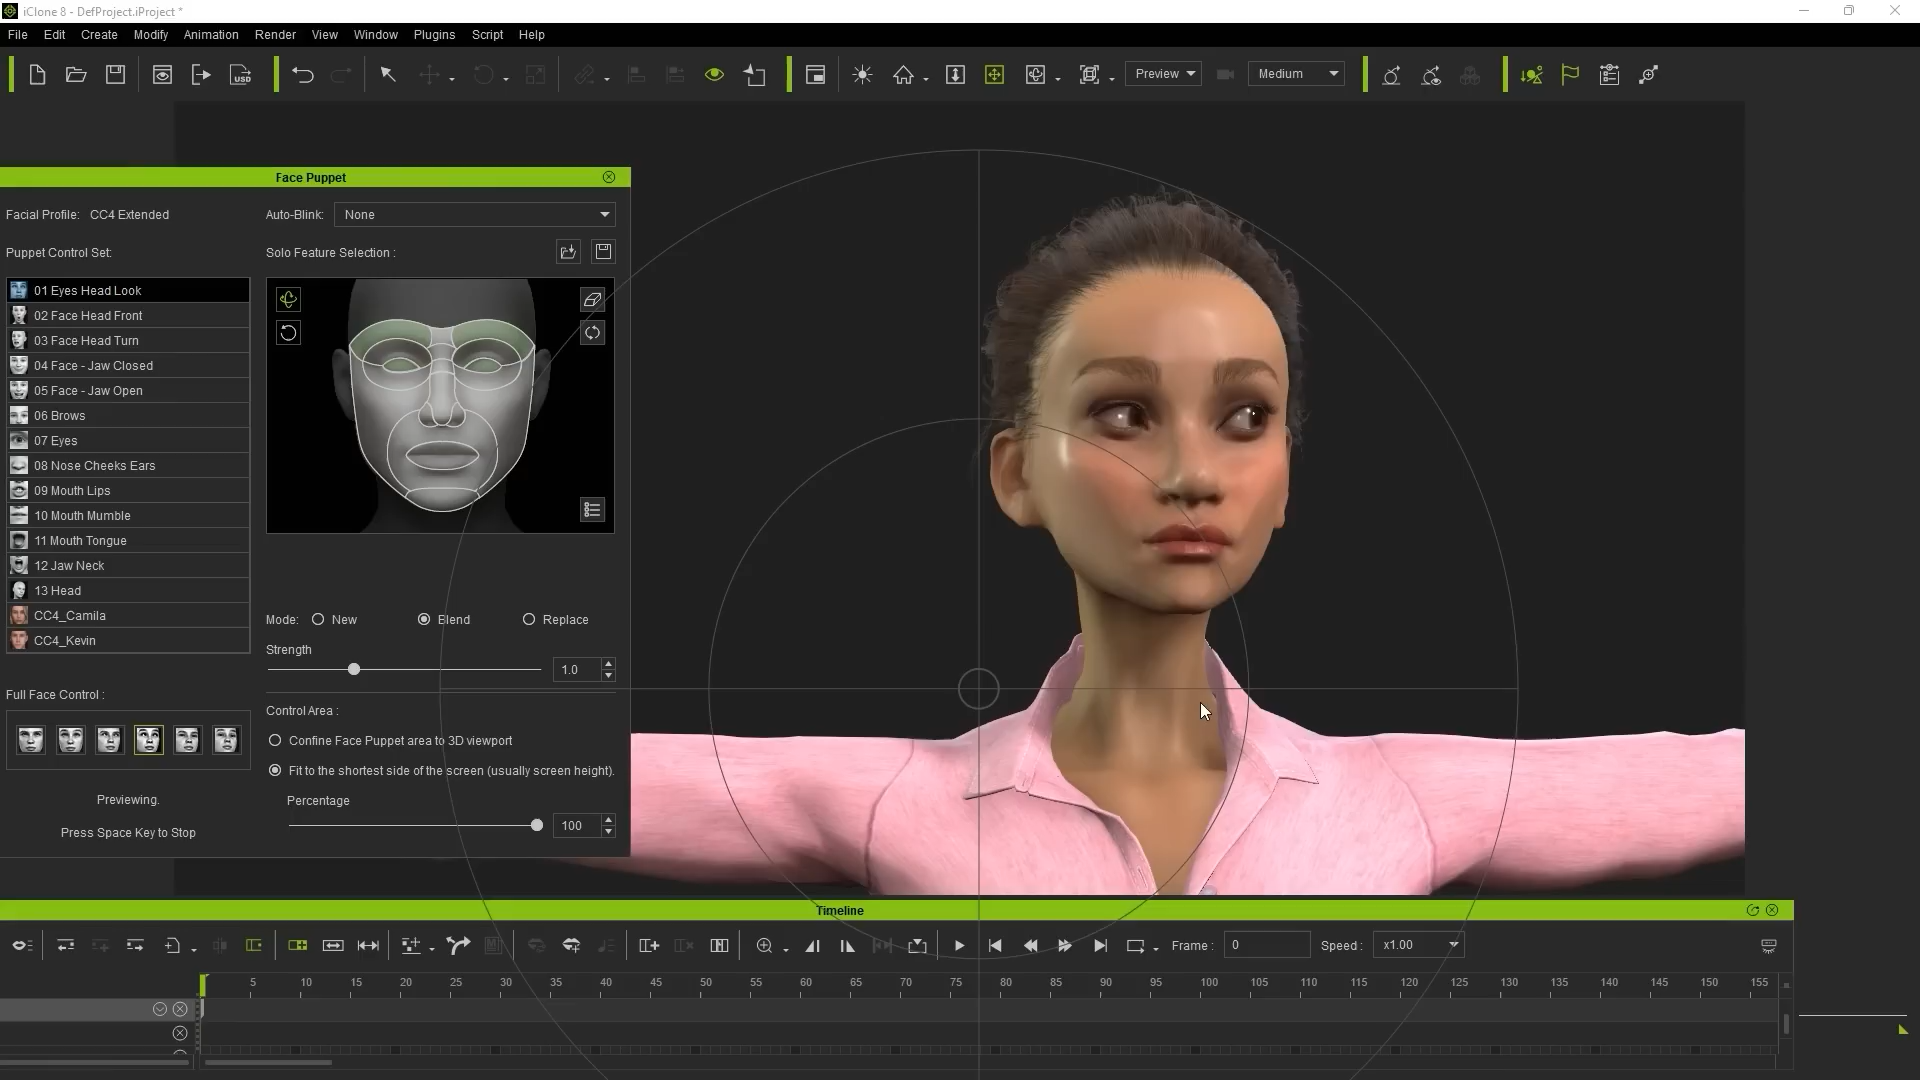 iClone 8 - DefProject.iProject *
File Edit Create Modify Animation Render View Window Plugins Script Help
USD Preview Medium
Face Puppet
Facial Profile: CC4 Extended
Auto-Blink: None
Puppet Control Set:
Solo Feature Selection :
01 Eyes Head Look
02 Face Head Front
03 Face Head Turn
04 Face - Jaw Closed
05 Face - Jaw Open
06 Brows
07 Eyes
08 Nose Cheeks Ears
09 Mouth Lips
10 Mouth Mumble
11 Mouth Tongue
12 Jaw Neck
13 Head
CC4_Camila
CC4_Kevin
Mode: New Blend Replace
Strength
1.0
Full Face Control :
Control Area :
Confine Face Puppet area to 3D viewport
Fit to the shortest side of the screen (usually screen height).
Percentage
100
Previewing.
Press Space Key to Stop
Timeline
Frame : 0 Speed : x1.00
5 10 15 20 25 30 35 40 45 50 55 60 65 70 75 80 85 90 95 100 105 110 115 120 125 130 135 140 145 150 155